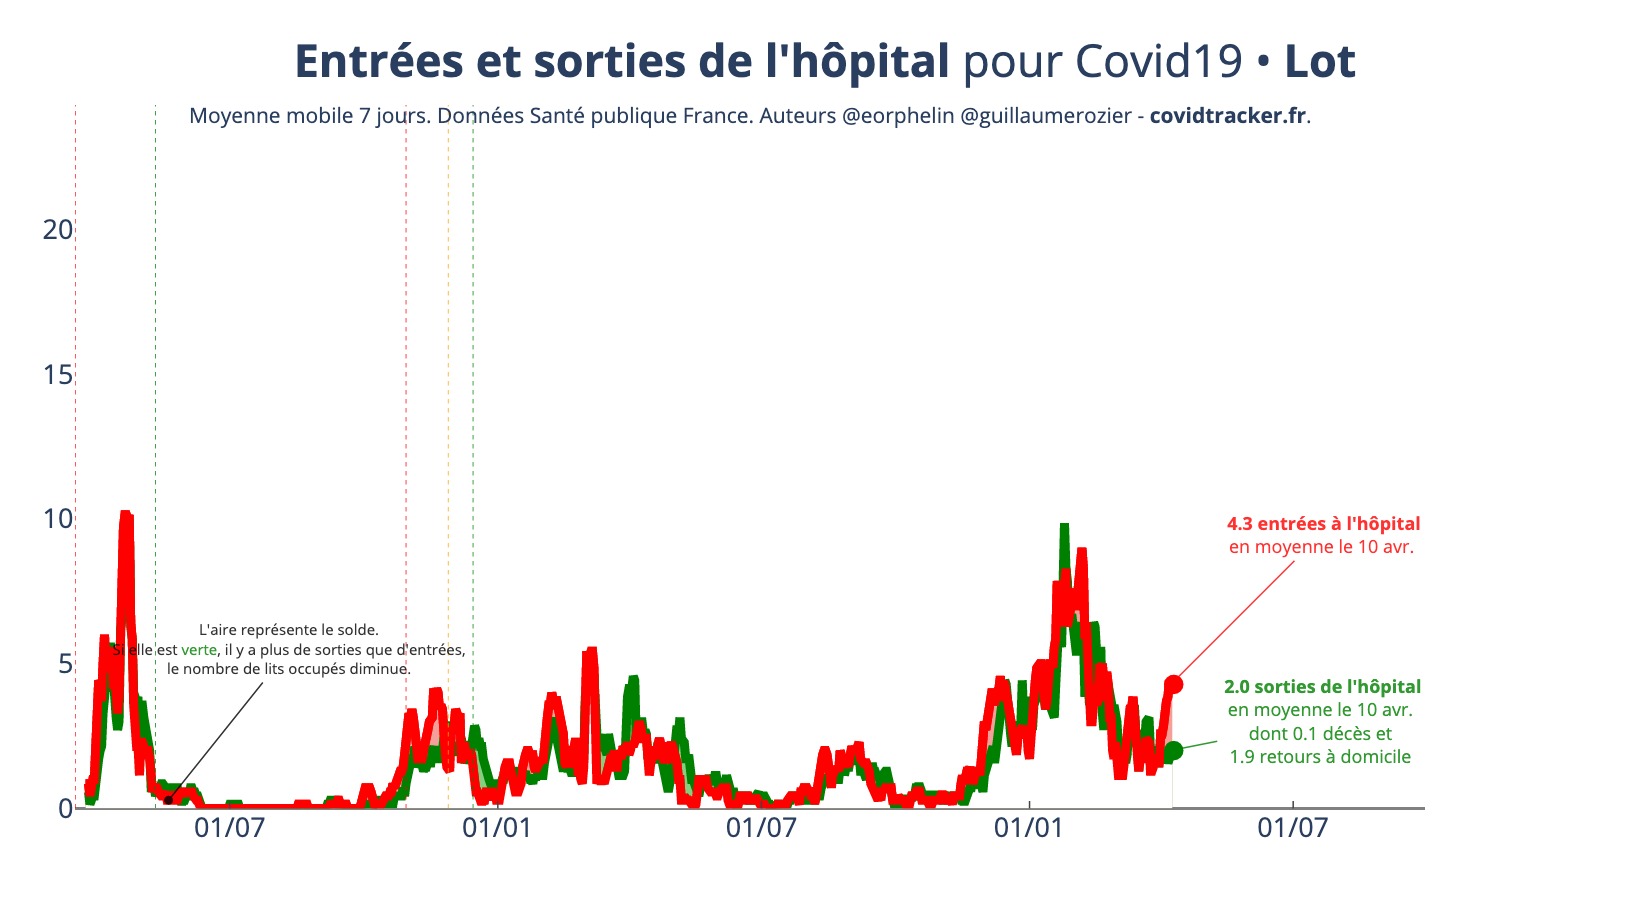 Entrées et sorties de l'hôpital pour Covid19 • Lot
Moyenne mobile 7 jours. Données Santé publique France. Auteurs @eorphelin @guillaumerozier - covidtracker.fr.
20
15
10
5
0
L'aire représente le solde.
Si elle est verte, il y a plus de sorties que d'entrées,
le nombre de lits occupés diminue.
4.3 entrées à l'hôpital
en moyenne le 10 avr.
2.0 sorties de l'hôpital
en moyenne le 10 avr.
dont 0.1 décès et
1.9 retours à domicile
01/07
01/01
01/07
01/01
01/07